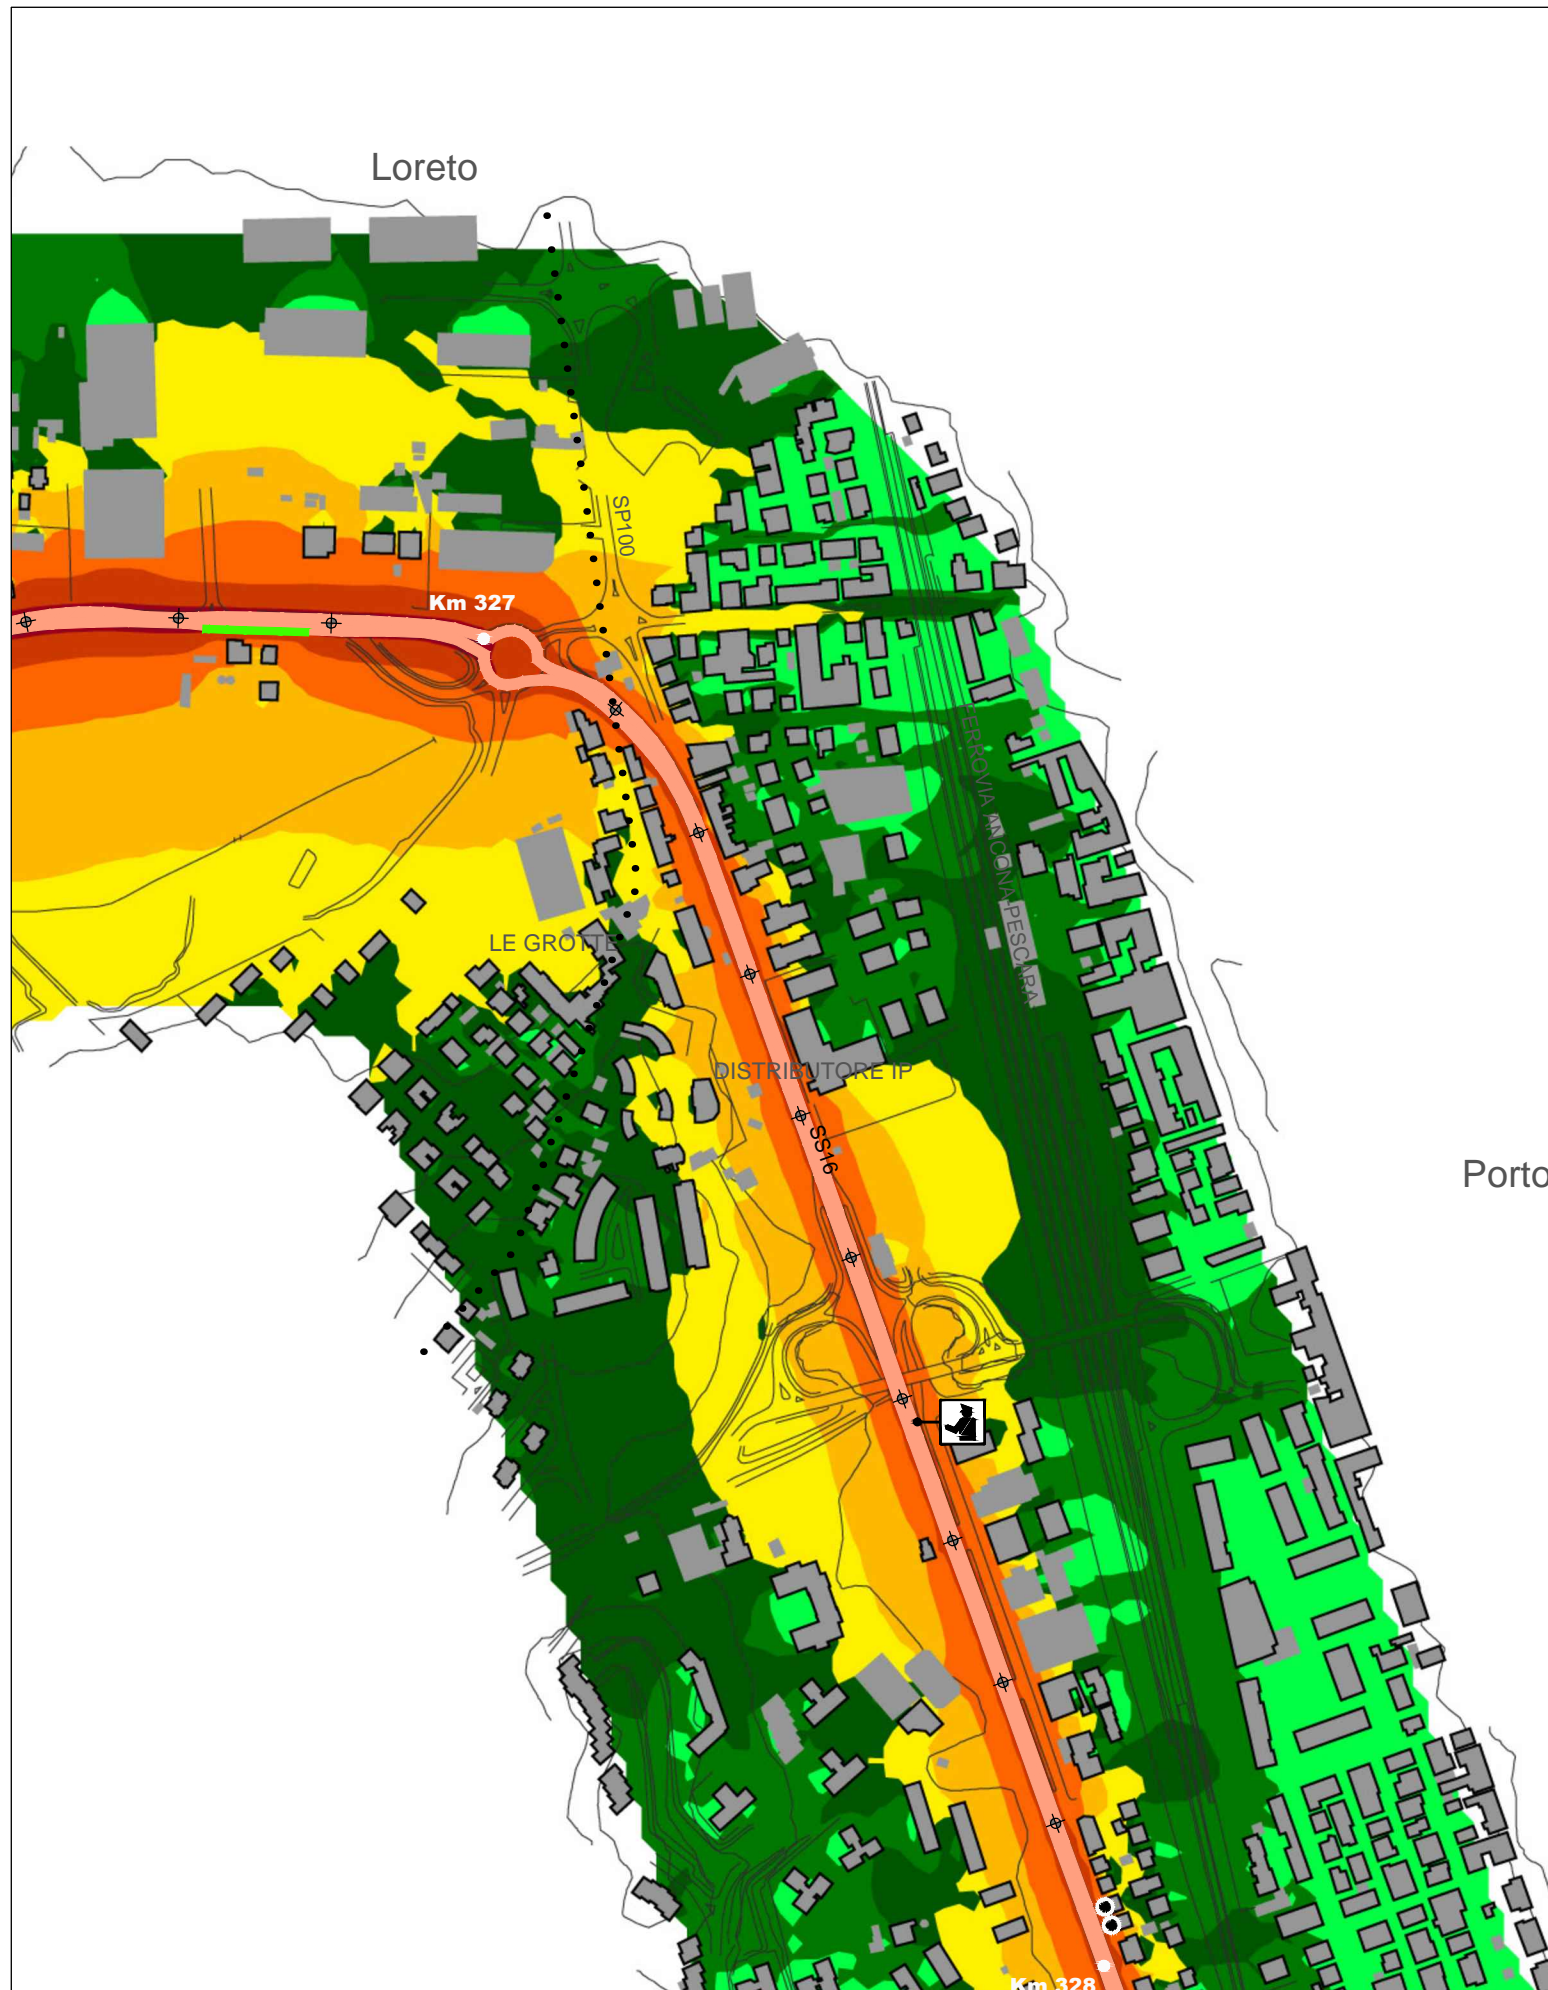 Loreto
SP100
Km 327
FERROVIA ANCONA-PESCARA
LE GROTTE
DISTRIBUTORE IP
SS16
Porto
Km 328